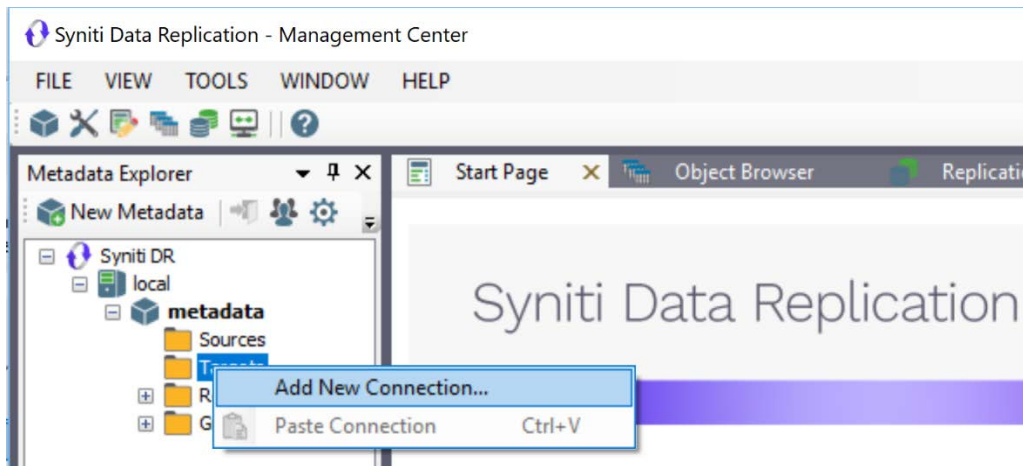 Syniti Data Replication - Management Center
FILE VIEW TOOLS WINDOW HELP
Metadata Explorer
Start Page
Object Browser
New Metadata
Syniti DR
local
metadata
Sources
Syniti Data Replication
Add New Connection...
R
G
Paste Connection Ctrl+V